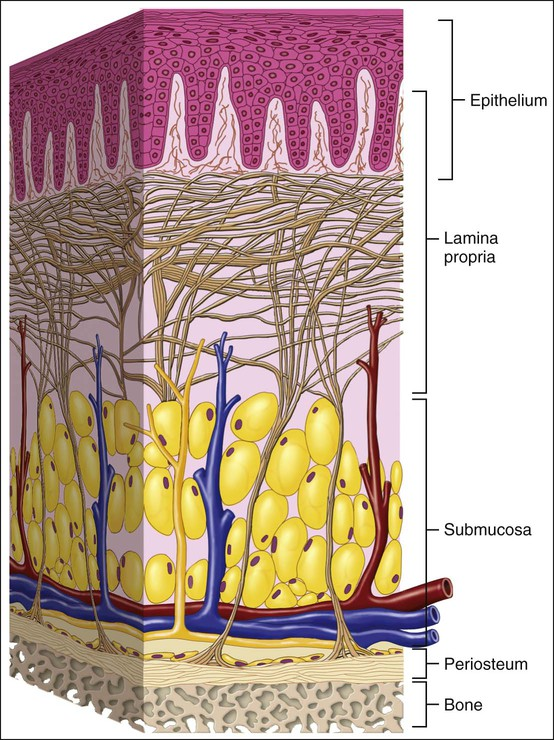 Epithelium
Lamina
propria
Submucosa
Periosteum
Bone